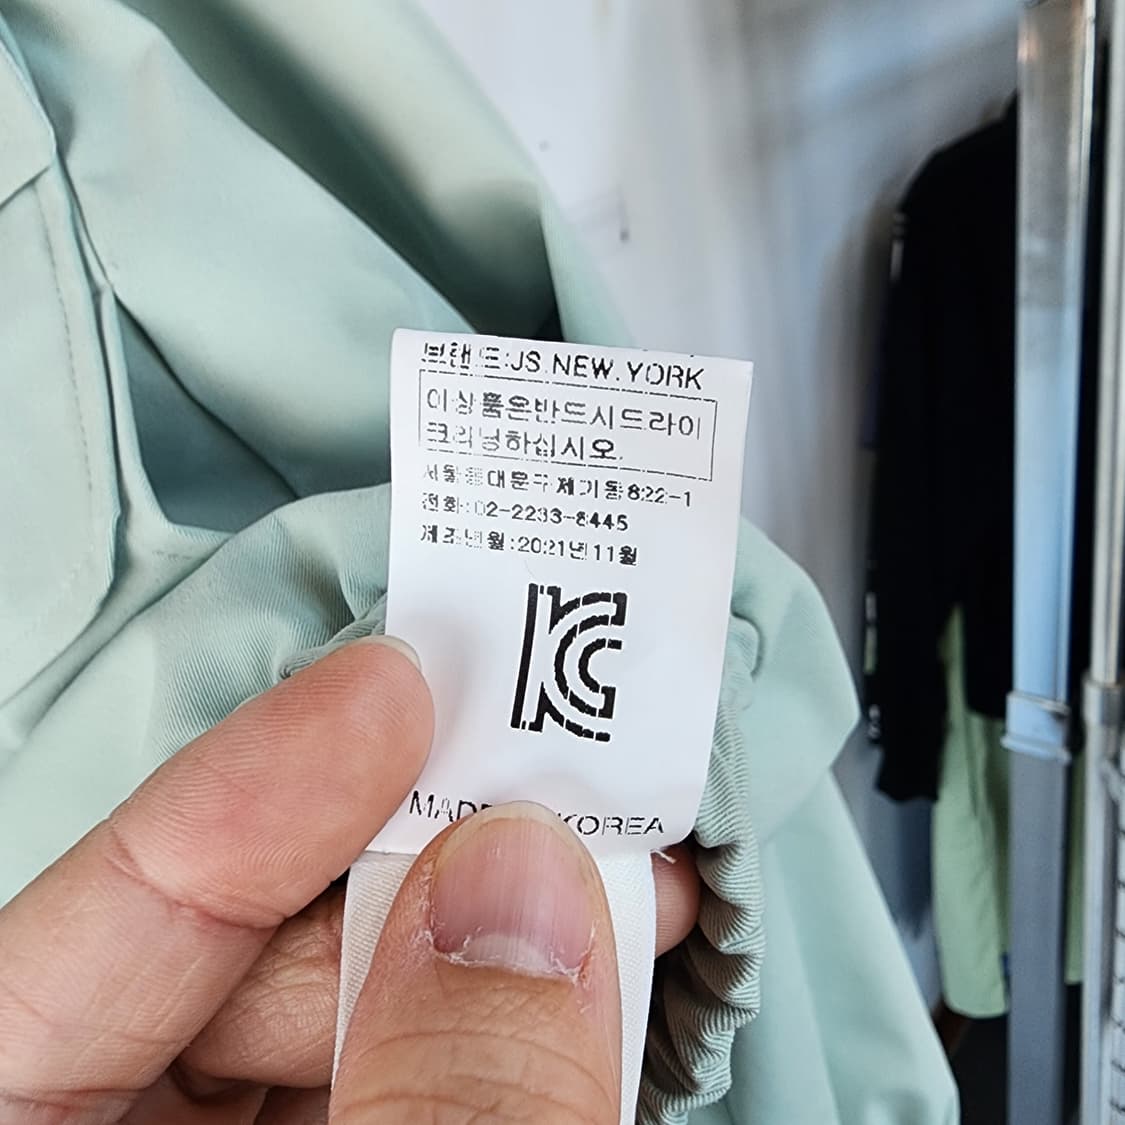 브랜드:JS.NEW.YORK
이상품은반드시드라이
크리닝하십시오.
서울동대문구제기동822-1
전화:02-2233-8445
제조년월:2021년11월
KC
MADE KOREA